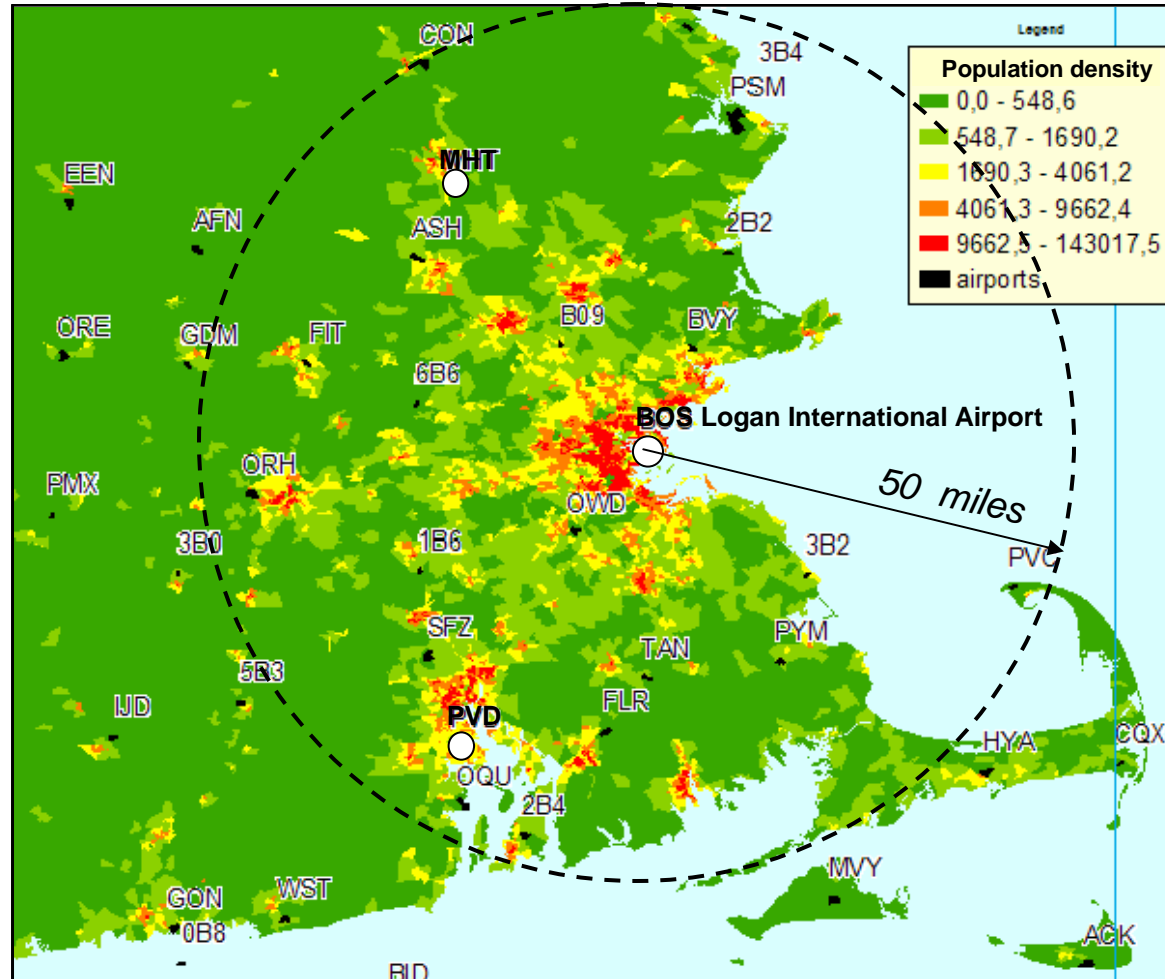 Legend
Population density
0,0 - 548,6
548,7 - 1690,2
1690,3 - 4061,2
4061,3 - 9662,4
9662,5 - 143017,5
airports
CON
3B4
PSM
MHT
EEN
AFN
ASH
2B2
ORE
GDM
FIT
B09
BVY
6B6
BOS Logan International Airport
ORH
PMX
OWD
50 miles
3B0
1B6
3B2
PVC
SFZ
TAN
PYM
5B3
IJD
FLR
PVD
HYA
CQX
OQU
2B4
MVY
GON
WST
0B8
ACK
BID